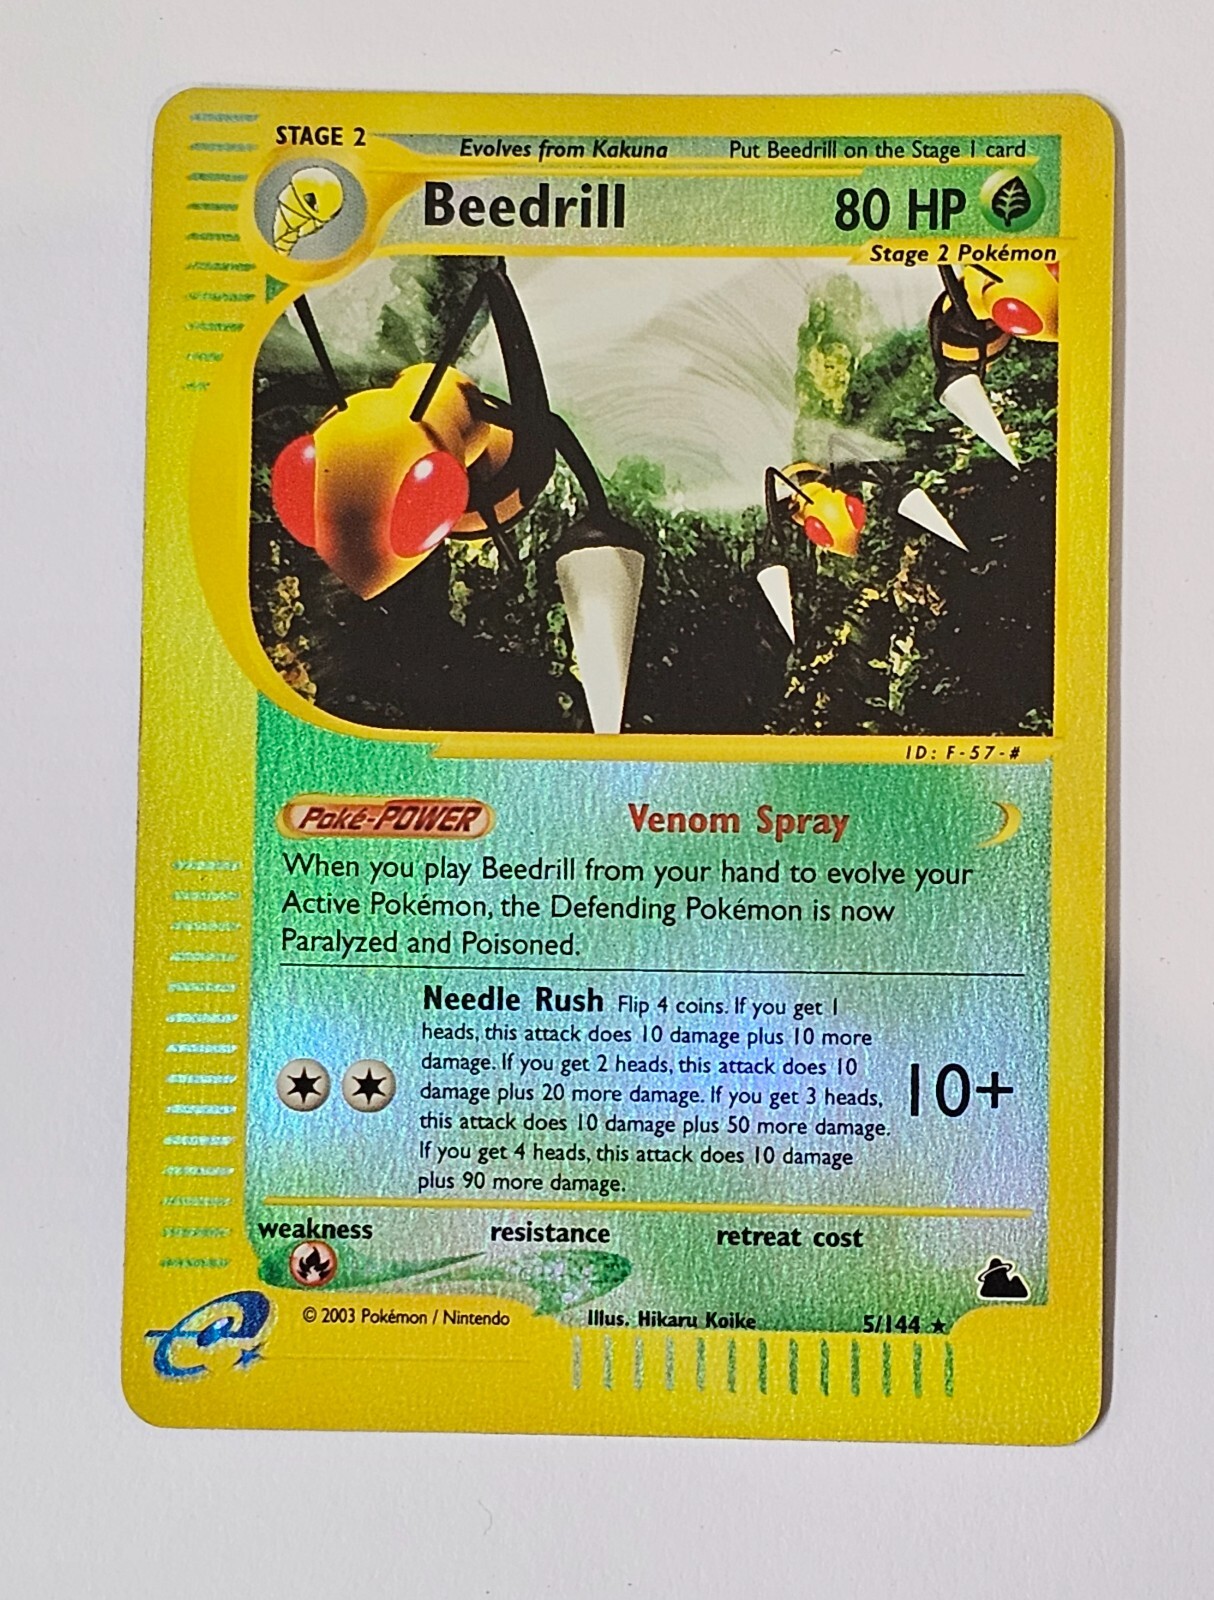 STAGE 2
Evolves from Kakuna
Put Beedrill on the Stage 1 card
Beedrill
80 HP
Stage 2 Pokémon
ID: F-57-#
Poké-POWER
Venom Spray
When you play Beedrill from your hand to evolve your
Active Pokémon, the Defending Pokémon is now
Paralyzed and Poisoned.
Needle Rush Flip 4 coins. If you get 1
heads, this attack does 10 damage plus 10 more
damage. If you get 2 heads, this attack does 10
damage plus 20 more damage. If you get 3 heads,
this attack does 10 damage plus 50 more damage.
If you get 4 heads, this attack does 10 damage
plus 90 more damage.
10+
weakness
resistance
retreat cost
e
© 2003 Pokémon / Nintendo
Illus. Hikaru Koike
5/144 ★